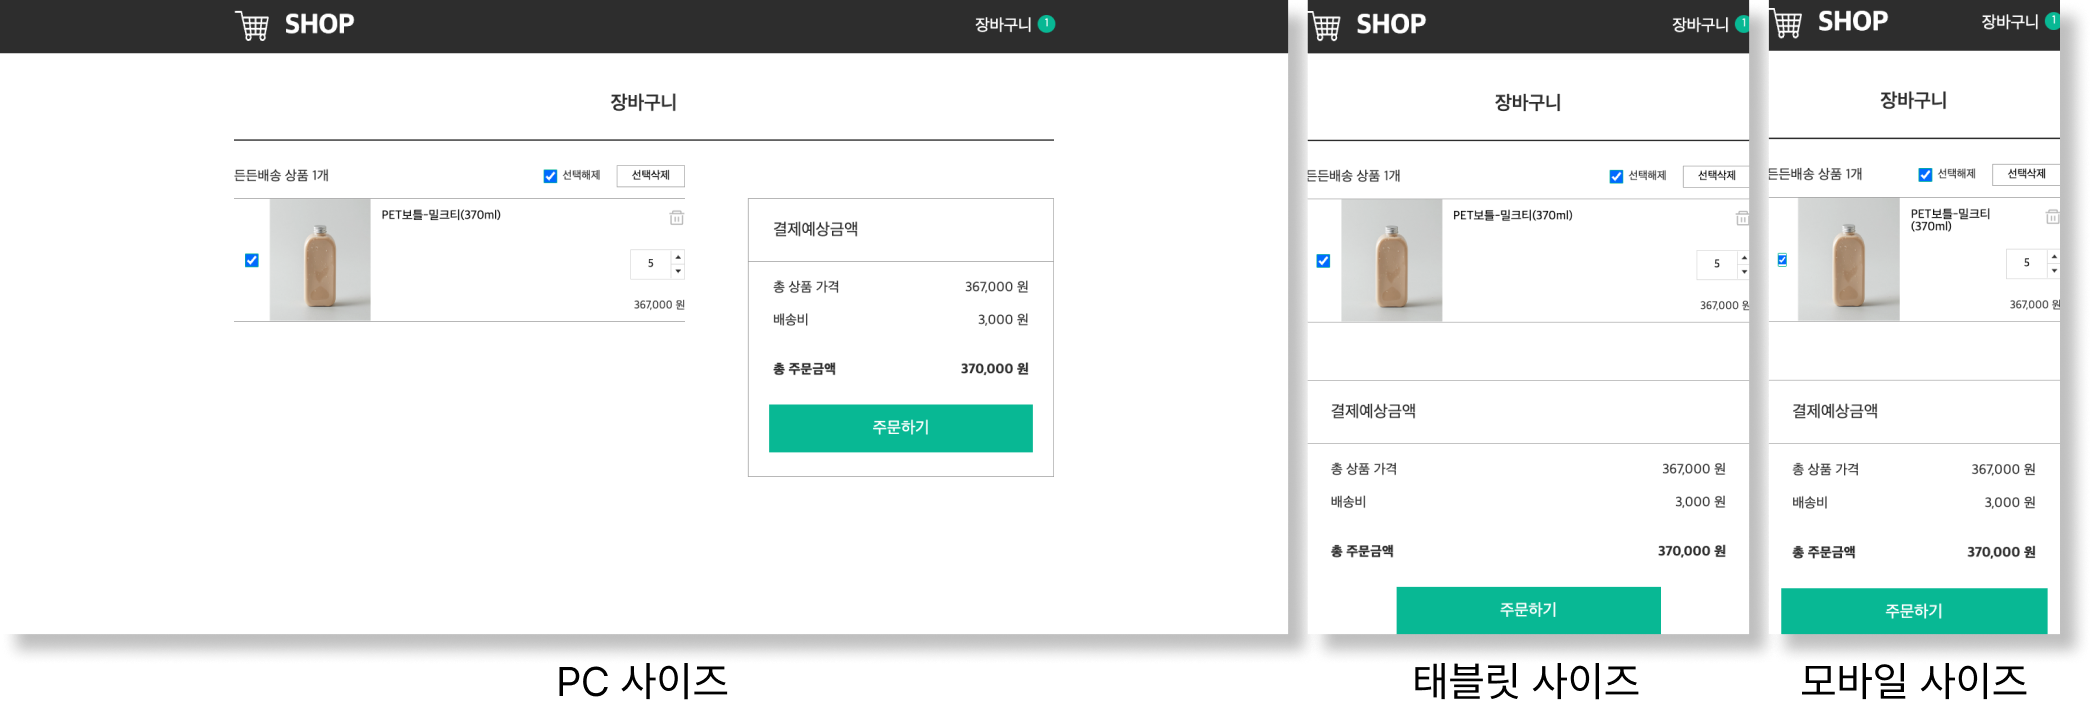 SHOP
장바구니 1
장바구니
든든배송 상품 1개
선택해제
선택삭제
PET보틀-밀크티(370ml)
5
367,000 원
결제예상금액
총 상품 가격 367,000 원
배송비 3,000 원
총 주문금액 370,000 원
주문하기
PC 사이즈
SHOP
장바구니 1
장바구니
든든배송 상품 1개
선택해제
선택삭제
PET보틀-밀크티(370ml)
5
367,000 원
결제예상금액
총 상품 가격 367,000 원
배송비 3,000 원
총 주문금액 370,000 원
주문하기
태블릿 사이즈
SHOP
장바구니 1
장바구니
든든배송 상품 1개
선택해제
선택삭제
PET보틀-밀크티
(370ml)
5
367,000 원
결제예상금액
총 상품 가격 367,000 원
배송비 3,000 원
총 주문금액 370,000 원
주문하기
모바일 사이즈